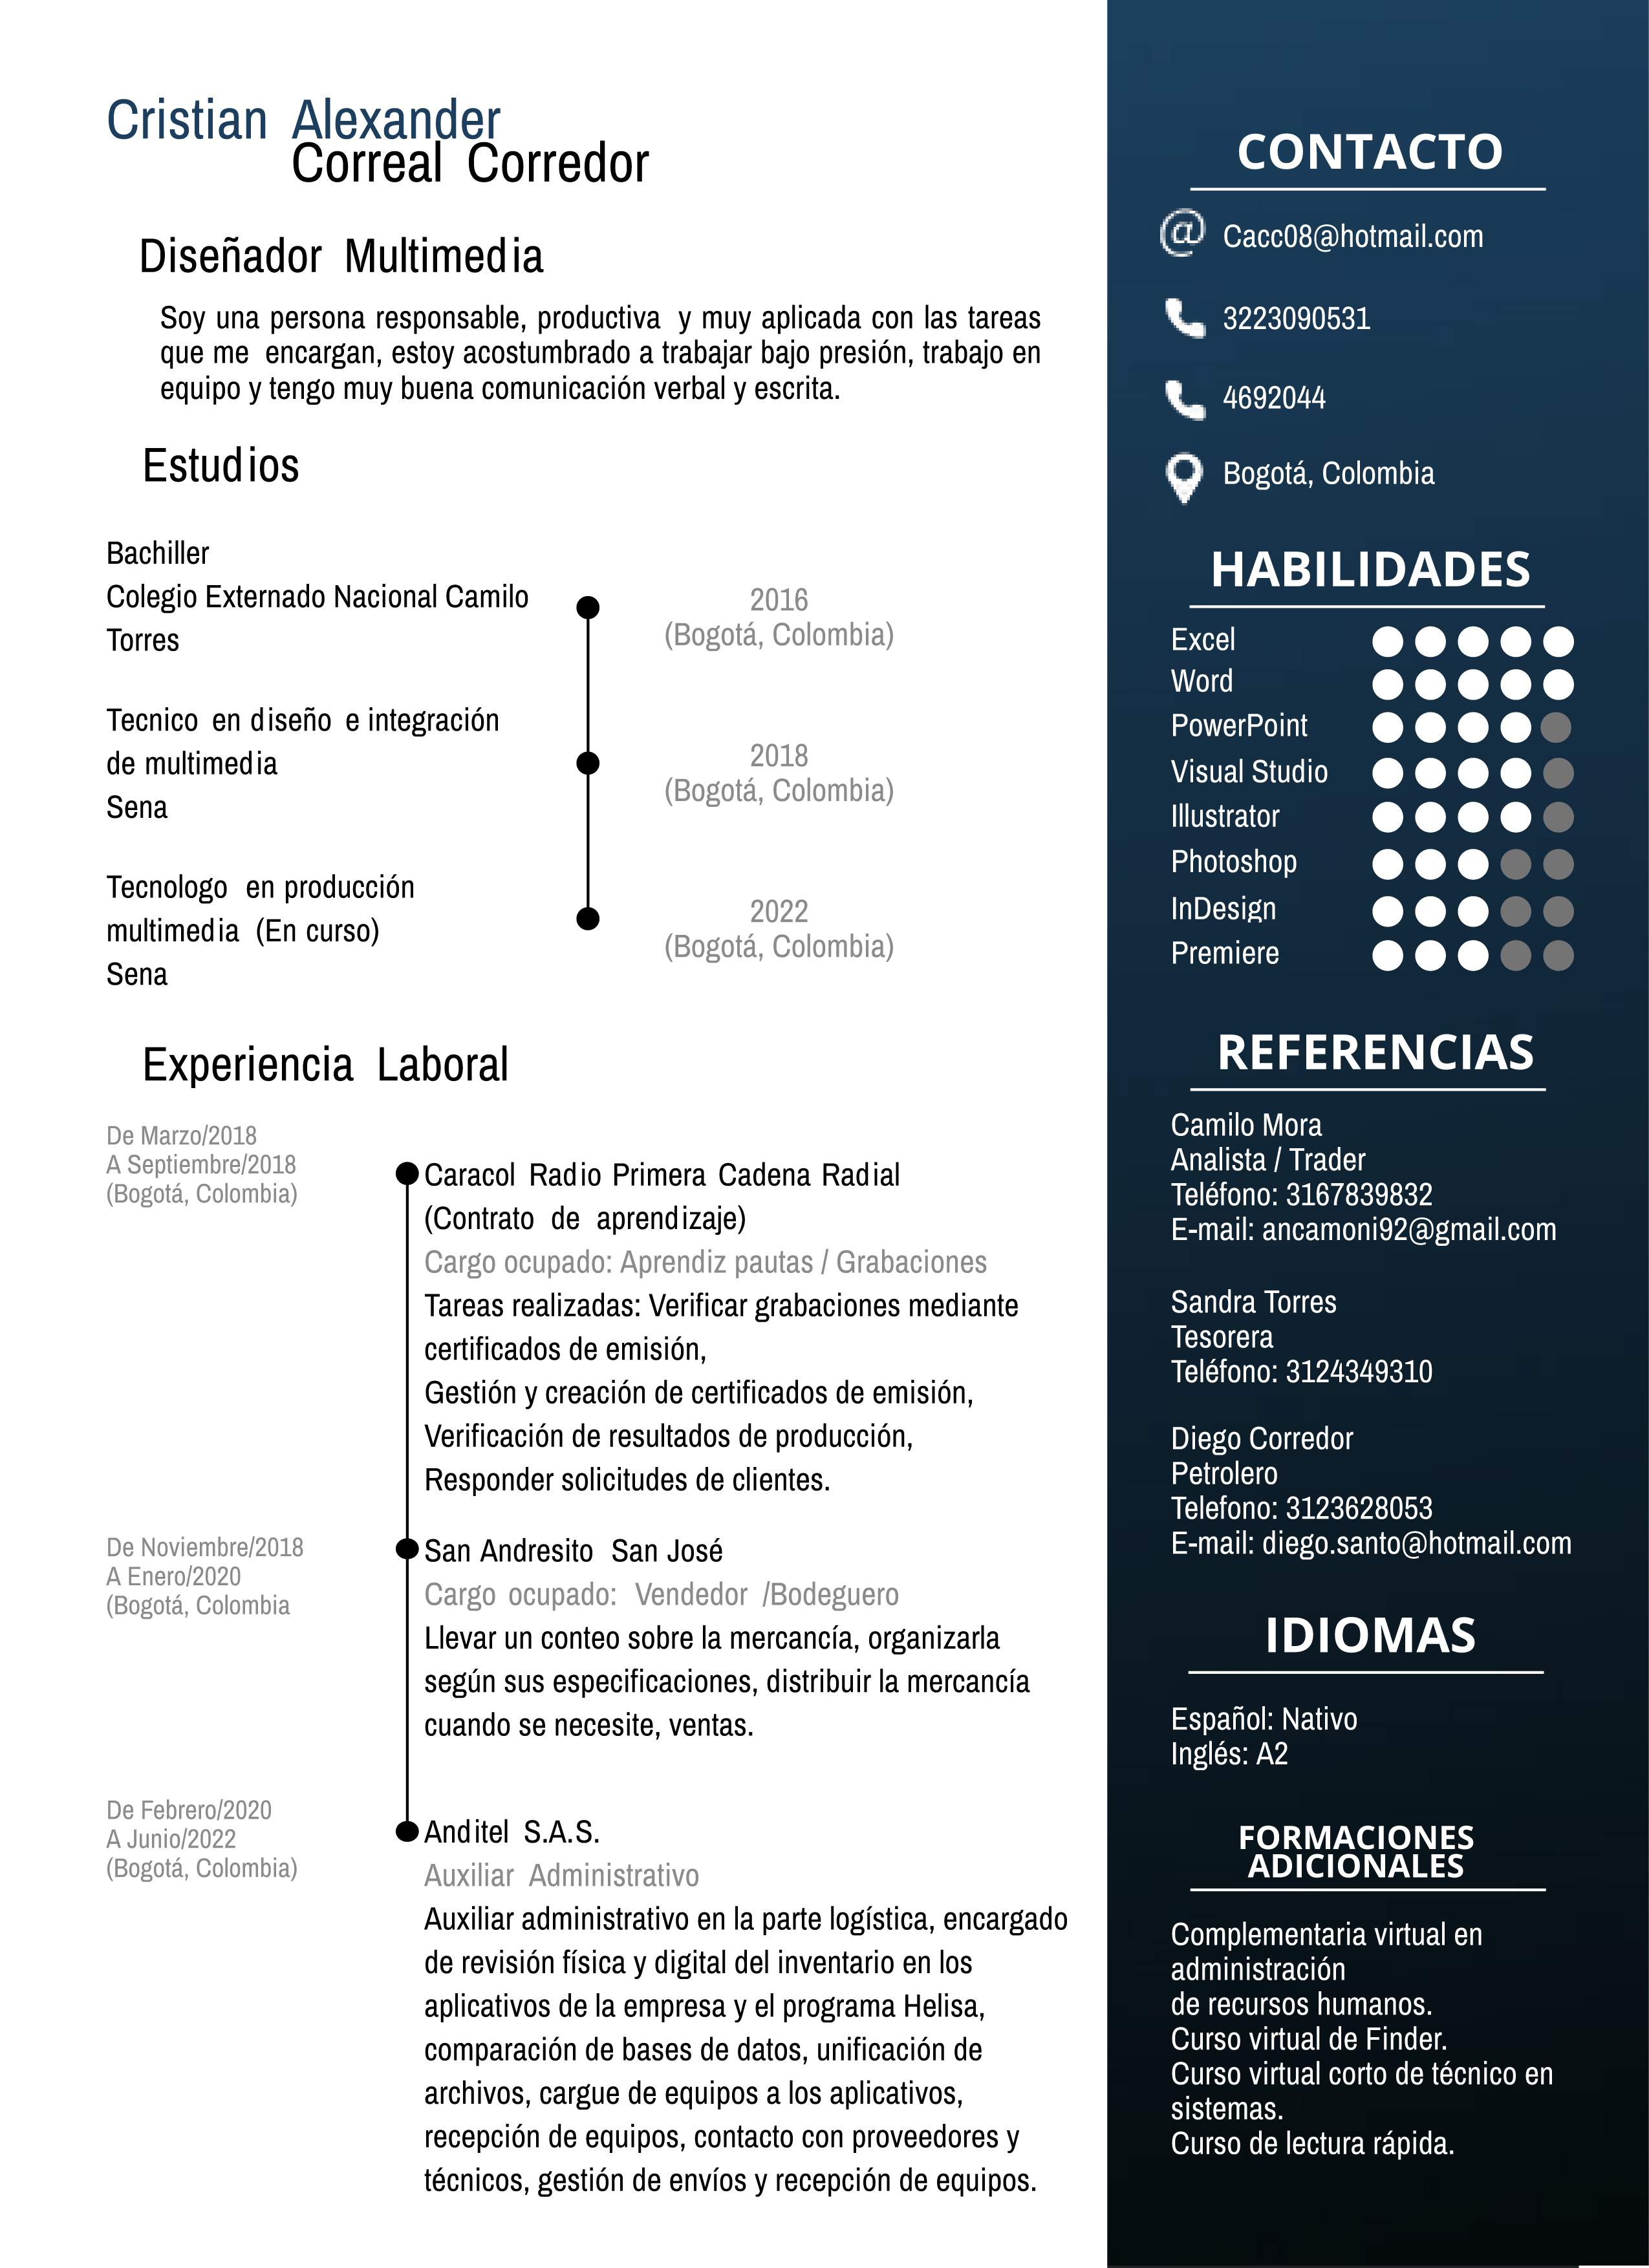 Cristian Alexander
Correal Corredor
Diseñador Multimedia
Soy una persona responsable, productiva y muy aplicada con las tareas
que me encargan, estoy acostumbrado a trabajar bajo presión, trabajo en
equipo y tengo muy buena comunicación verbal y escrita.
Estudios
Bachiller
Colegio Externado Nacional Camilo
Torres
2016
(Bogotá, Colombia)
Tecnico en diseño e integración
de multimedia
Sena
2018
(Bogotá, Colombia)
Tecnologo en producción
multimedia (En curso)
Sena
2022
(Bogotá, Colombia)
Experiencia Laboral
De Marzo/2018
A Septiembre/2018
(Bogotá, Colombia)
Caracol Radio Primera Cadena Radial
(Contrato de aprendizaje)
Cargo ocupado: Aprendiz pautas / Grabaciones
Tareas realizadas: Verificar grabaciones mediante
certificados de emisión,
Gestión y creación de certificados de emisión,
Verificación de resultados de producción,
Responder solicitudes de clientes.
De Noviembre/2018
A Enero/2020
(Bogotá, Colombia
San Andresito San José
Cargo ocupado: Vendedor /Bodeguero
Llevar un conteo sobre la mercancía, organizarla
según sus especificaciones, distribuir la mercancía
cuando se necesite, ventas.
De Febrero/2020
A Junio/2022
(Bogotá, Colombia)
Anditel S.A.S.
Auxiliar Administrativo
Auxiliar administrativo en la parte logística, encargado
de revisión física y digital del inventario en los
aplicativos de la empresa y el programa Helisa,
comparación de bases de datos, unificación de
archivos, cargue de equipos a los aplicativos,
recepción de equipos, contacto con proveedores y
técnicos, gestión de envíos y recepción de equipos.
CONTACTO
Cacc08@hotmail.com
3223090531
4692044
Bogotá, Colombia
HABILIDADES
Excel
Word
PowerPoint
Visual Studio
Illustrator
Photoshop
InDesign
Premiere
REFERENCIAS
Camilo Mora
Analista / Trader
Teléfono: 3167839832
E-mail: ancamoni92@gmail.com
Sandra Torres
Tesorera
Teléfono: 3124349310
Diego Corredor
Petrolero
Telefono: 3123628053
E-mail: diego.santo@hotmail.com
IDIOMAS
Español: Nativo
Inglés: A2
FORMACIONES
ADICIONALES
Complementaria virtual en
administración
de recursos humanos.
Curso virtual de Finder.
Curso virtual corto de técnico en
sistemas.
Curso de lectura rápida.